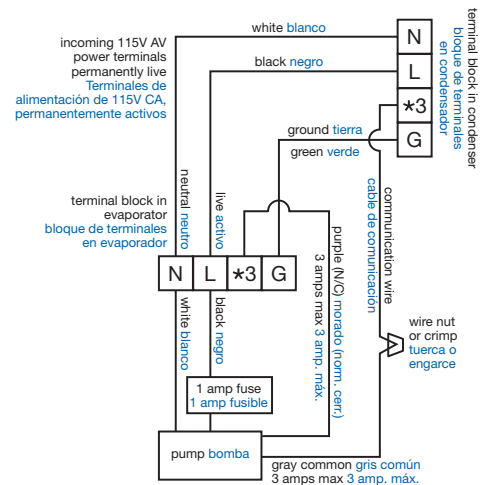 white blanco
N
incoming 115V AV
power terminals
permanently live
Terminales de
alimentación de 115V CA,
permanentemente activos
black negro
L
*3
G
terminal block in condenser
bloque de terminales
en condensador
ground tierra
green verde
neutral neutro
live activo
terminal block in
evaporator
bloque de terminales
en evaporador
N L *3 G
communication wire
cable de comunicación
purple (N/C) morado (norm. cerr.)
3 amps max 3 amp. máx.
white blanco
black negro
wire nut
or crimp
tuerca o
engarce
1 amp fuse
1 amp fusible
pump bomba
gray common gris común
3 amps max 3 amp. máx.